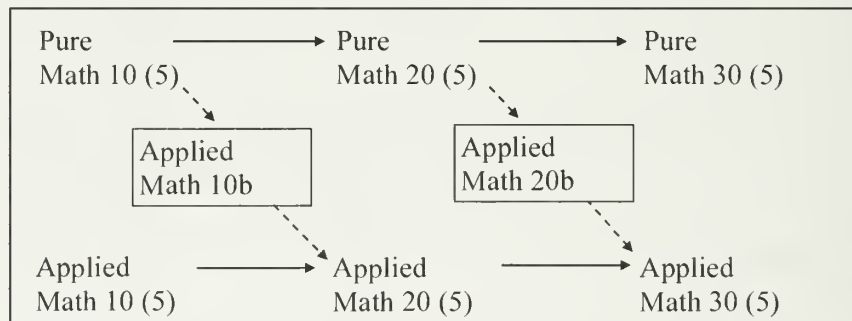 Pure
Math 10 (5)
Pure
Math 20 (5)
Pure
Math 30 (5)
Applied
Math 10b
Applied
Math 20b
Applied
Math 10 (5)
Applied
Math 20 (5)
Applied
Math 30 (5)